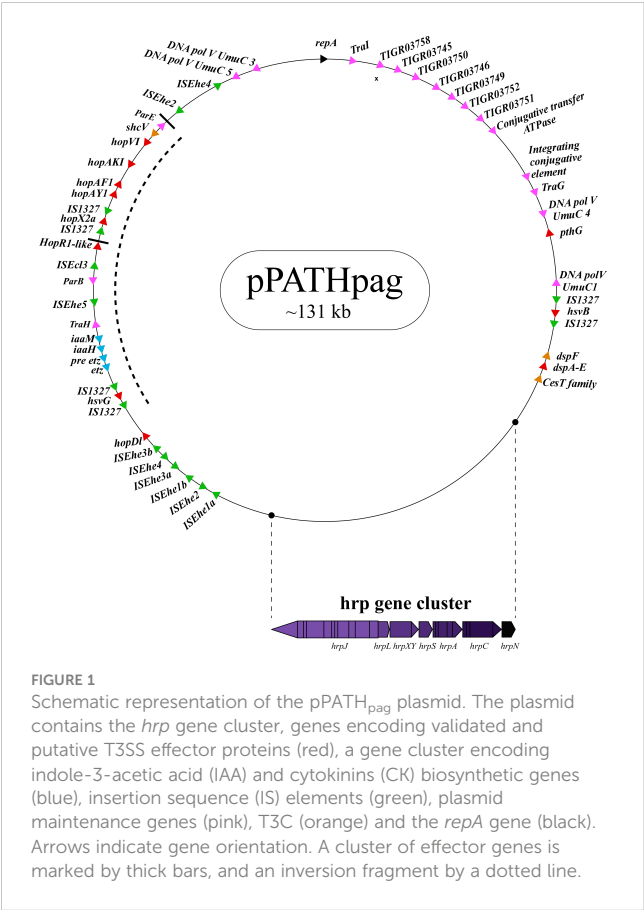 repA
TraI
TIGR03758
TIGR03745
TIGR03750
TIGR03746
TIGR03749
TIGR03752
TIGR03751
Conjugative transfer
ATPase
x
Integrating
conjugative
element
TraG
DNA pol V
UmuC 4
pthG
DNA polV
UmuC1
IS1327
hsvB
IS1327
dspF
dspA-E
CesT family
DNA pol V UmuC 3
DNA pol V UmuC 5
ISEhe4
ISEhe2
ParE
shcV
hopVI
hopAKI
hopAF1
hopAY1
IS1327
hopX2a
IS1327
HopR1-like
ISEcl3
ParB
ISEhe5
TraH
iaaM
iaaH
pre etz
etz
IS1327
hsvG
IS1327
hopDI
ISEhe3b
ISEhe4
ISEhe3a
ISEhe1b
ISEhe2
ISEhe1a
pPATHpag
~131 kb
hrp gene cluster
hrpJ hrpL hrpXY hrpS hrpA hrpC hrpN
FIGURE 1
Schematic representation of the pPATHpag plasmid. The plasmid
contains the hrp gene cluster, genes encoding validated and
putative T3SS effector proteins (red), a gene cluster encoding
indole-3-acetic acid (IAA) and cytokinins (CK) biosynthetic genes
(blue), insertion sequence (IS) elements (green), plasmid
maintenance genes (pink), T3C (orange) and the repA gene (black).
Arrows indicate gene orientation. A cluster of effector genes is
marked by thick bars, and an inversion fragment by a dotted line.